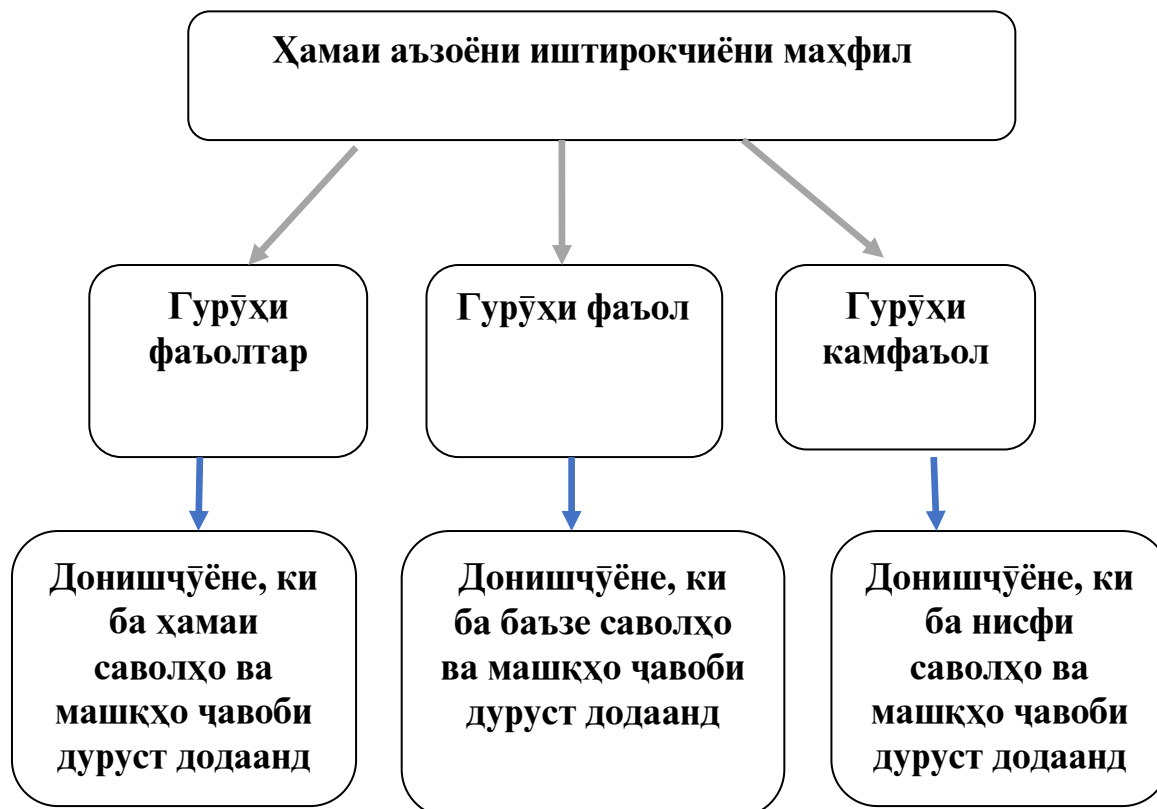 Ҳамаи аъзоёни иштирокчиёни маҳфил
Гурӯҳи
фаъолтар
Гурӯҳи фаъол
Гурӯҳи
камфаъол
Донишҷӯёне, ки
ба ҳамаи
саволҳо ва
машқҳо ҷавоби
дуруст додаанд
Донишҷӯёне, ки
ба баъзе саволҳо
ва машқҳо ҷавоби
дуруст додаанд
Донишҷӯёне, ки
ба нисфи
саволҳо ва
машқҳо ҷавоби
дуруст додаанд